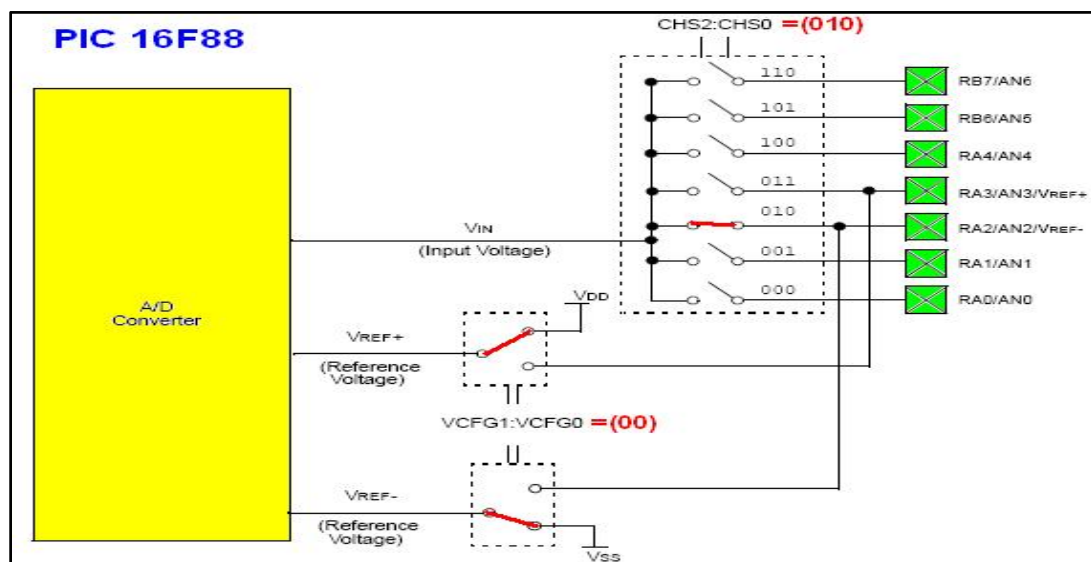 PIC 16F88
CHS2:CHS0 =(010)
110
RB7/AN6
101
RB6/AN5
100
RA4/AN4
011
RA3/AN3/VREF+
010
RA2/AN2/VREF-
VIN
(Input Voltage)
001
RA1/AN1
000
RA0/AN0
A/D
Converter
VDD
VREF+
(Reference
Voltage)
VCFG1:VCFG0 =(00)
VREF-
(Reference
Voltage)
VSS